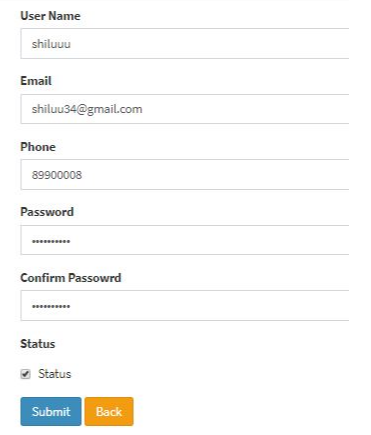 User Name
shiluuu
Email
shiluu34@gmail.com
Phone
89900008
Password
••••••••••
Confirm Passowrd
••••••••••
Status
Status
Submit Back